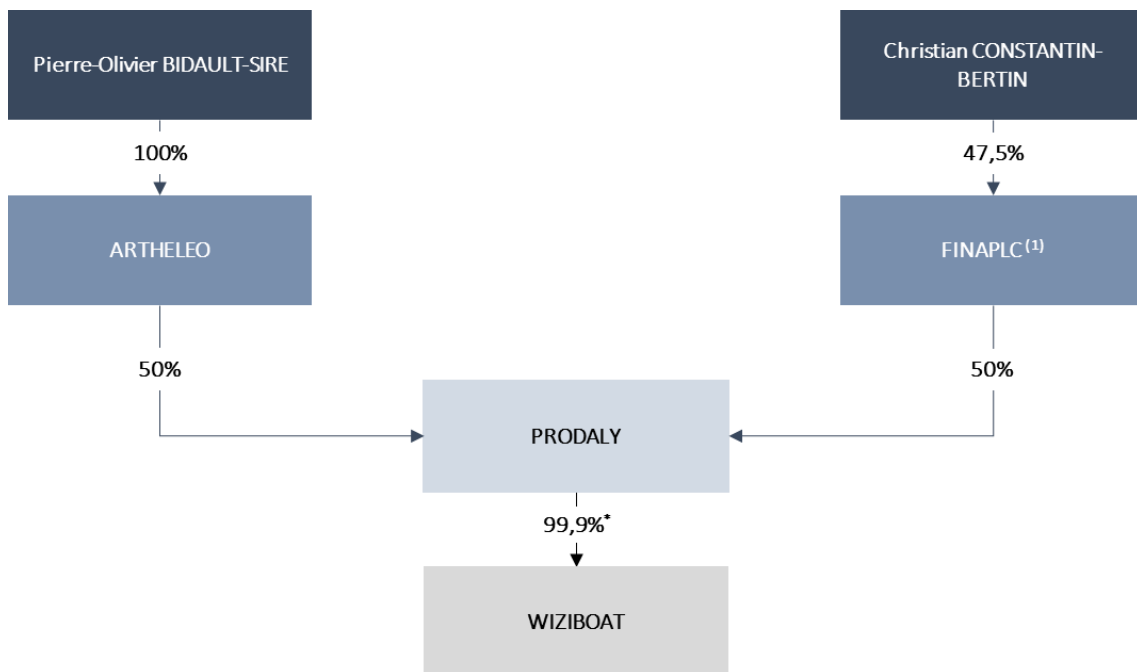 Pierre-Olivier BIDAULT-SIRE
Christian CONSTANTIN-
BERTIN
100%
47,5%
ARTHELEO
FINAPLC (1)
50%
50%
PRODALY
99,9%*
WIZIBOAT